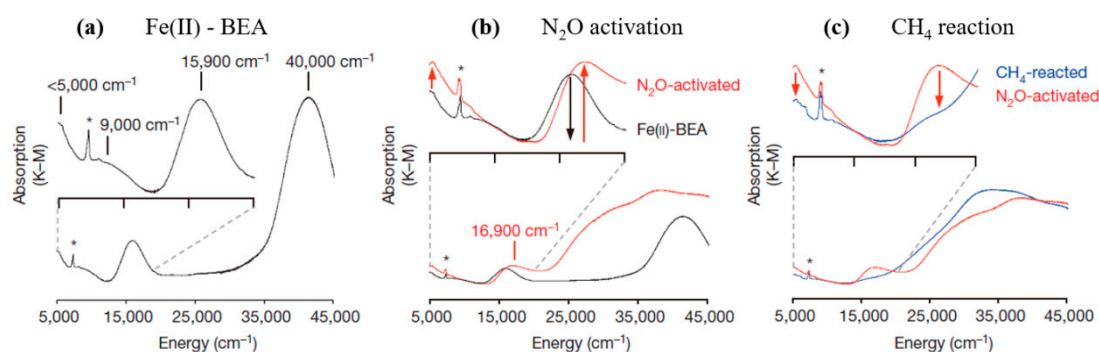 (a) Fe(II) - BEA
<5,000 cm⁻¹
*
9,000 cm⁻¹
15,900 cm⁻¹
40,000 cm⁻¹
Absorption
(K–M)
*
5,000 15,000 25,000 35,000 45,000
Energy (cm⁻¹)
(b) N₂O activation
*
N₂O-activated
Fe(II)-BEA
Absorption
(K–M)
16,900 cm⁻¹
*
5,000 15,000 25,000 35,000 45,000
Energy (cm⁻¹)
(c) CH₄ reaction
*
CH₄-reacted
N₂O-activated
Absorption
(K–M)
*
5,000 15,000 25,000 35,000 45,000
Energy (cm⁻¹)